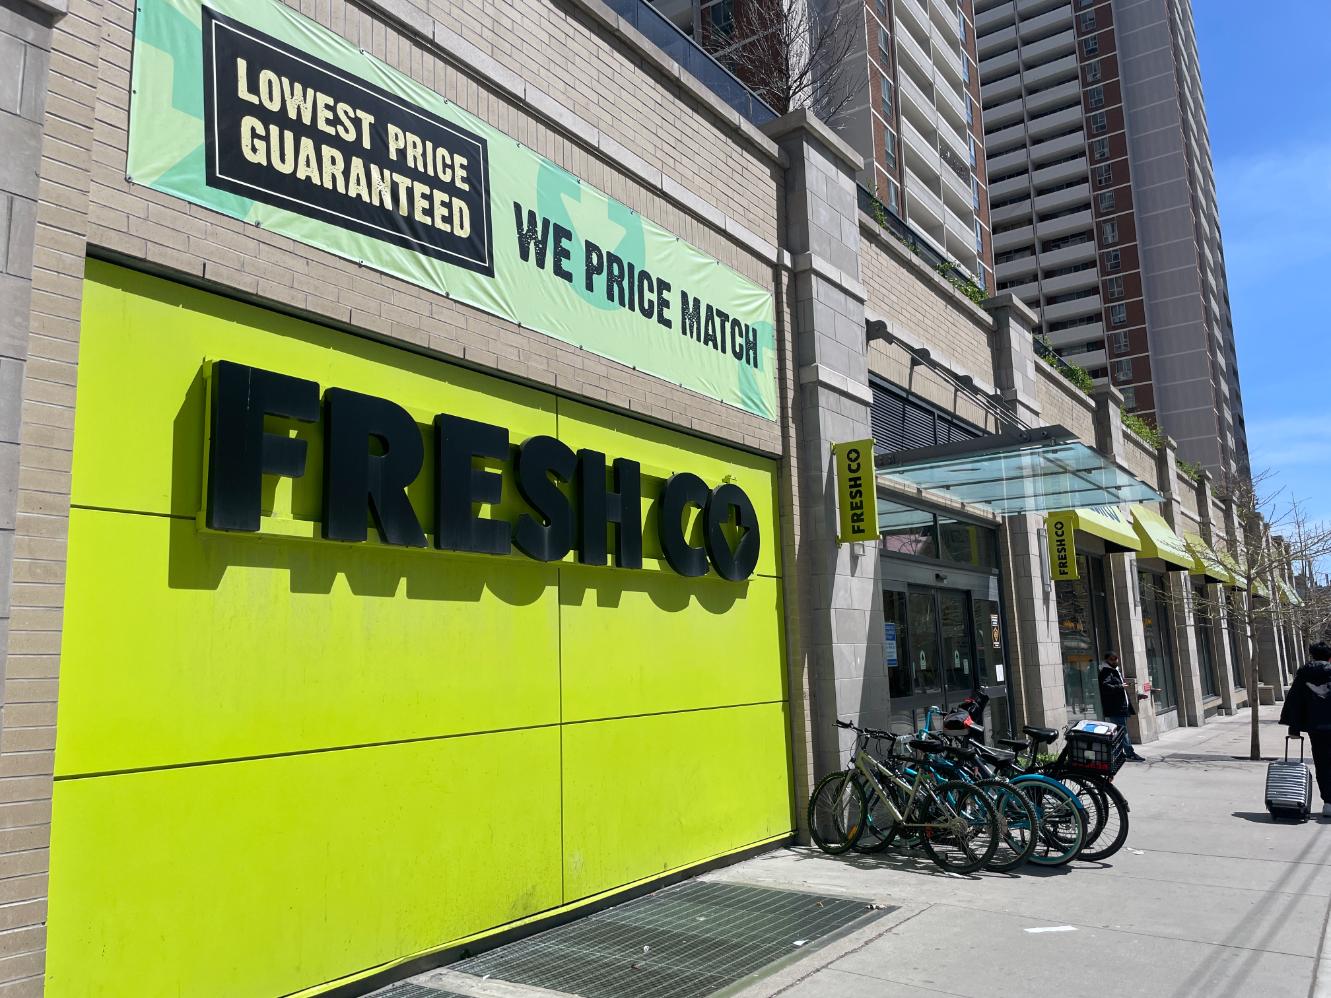 LOWEST PRICE
GUARANTEED
WE PRICE MATCH
FRESHCO
FRESHCO
FRESHCO